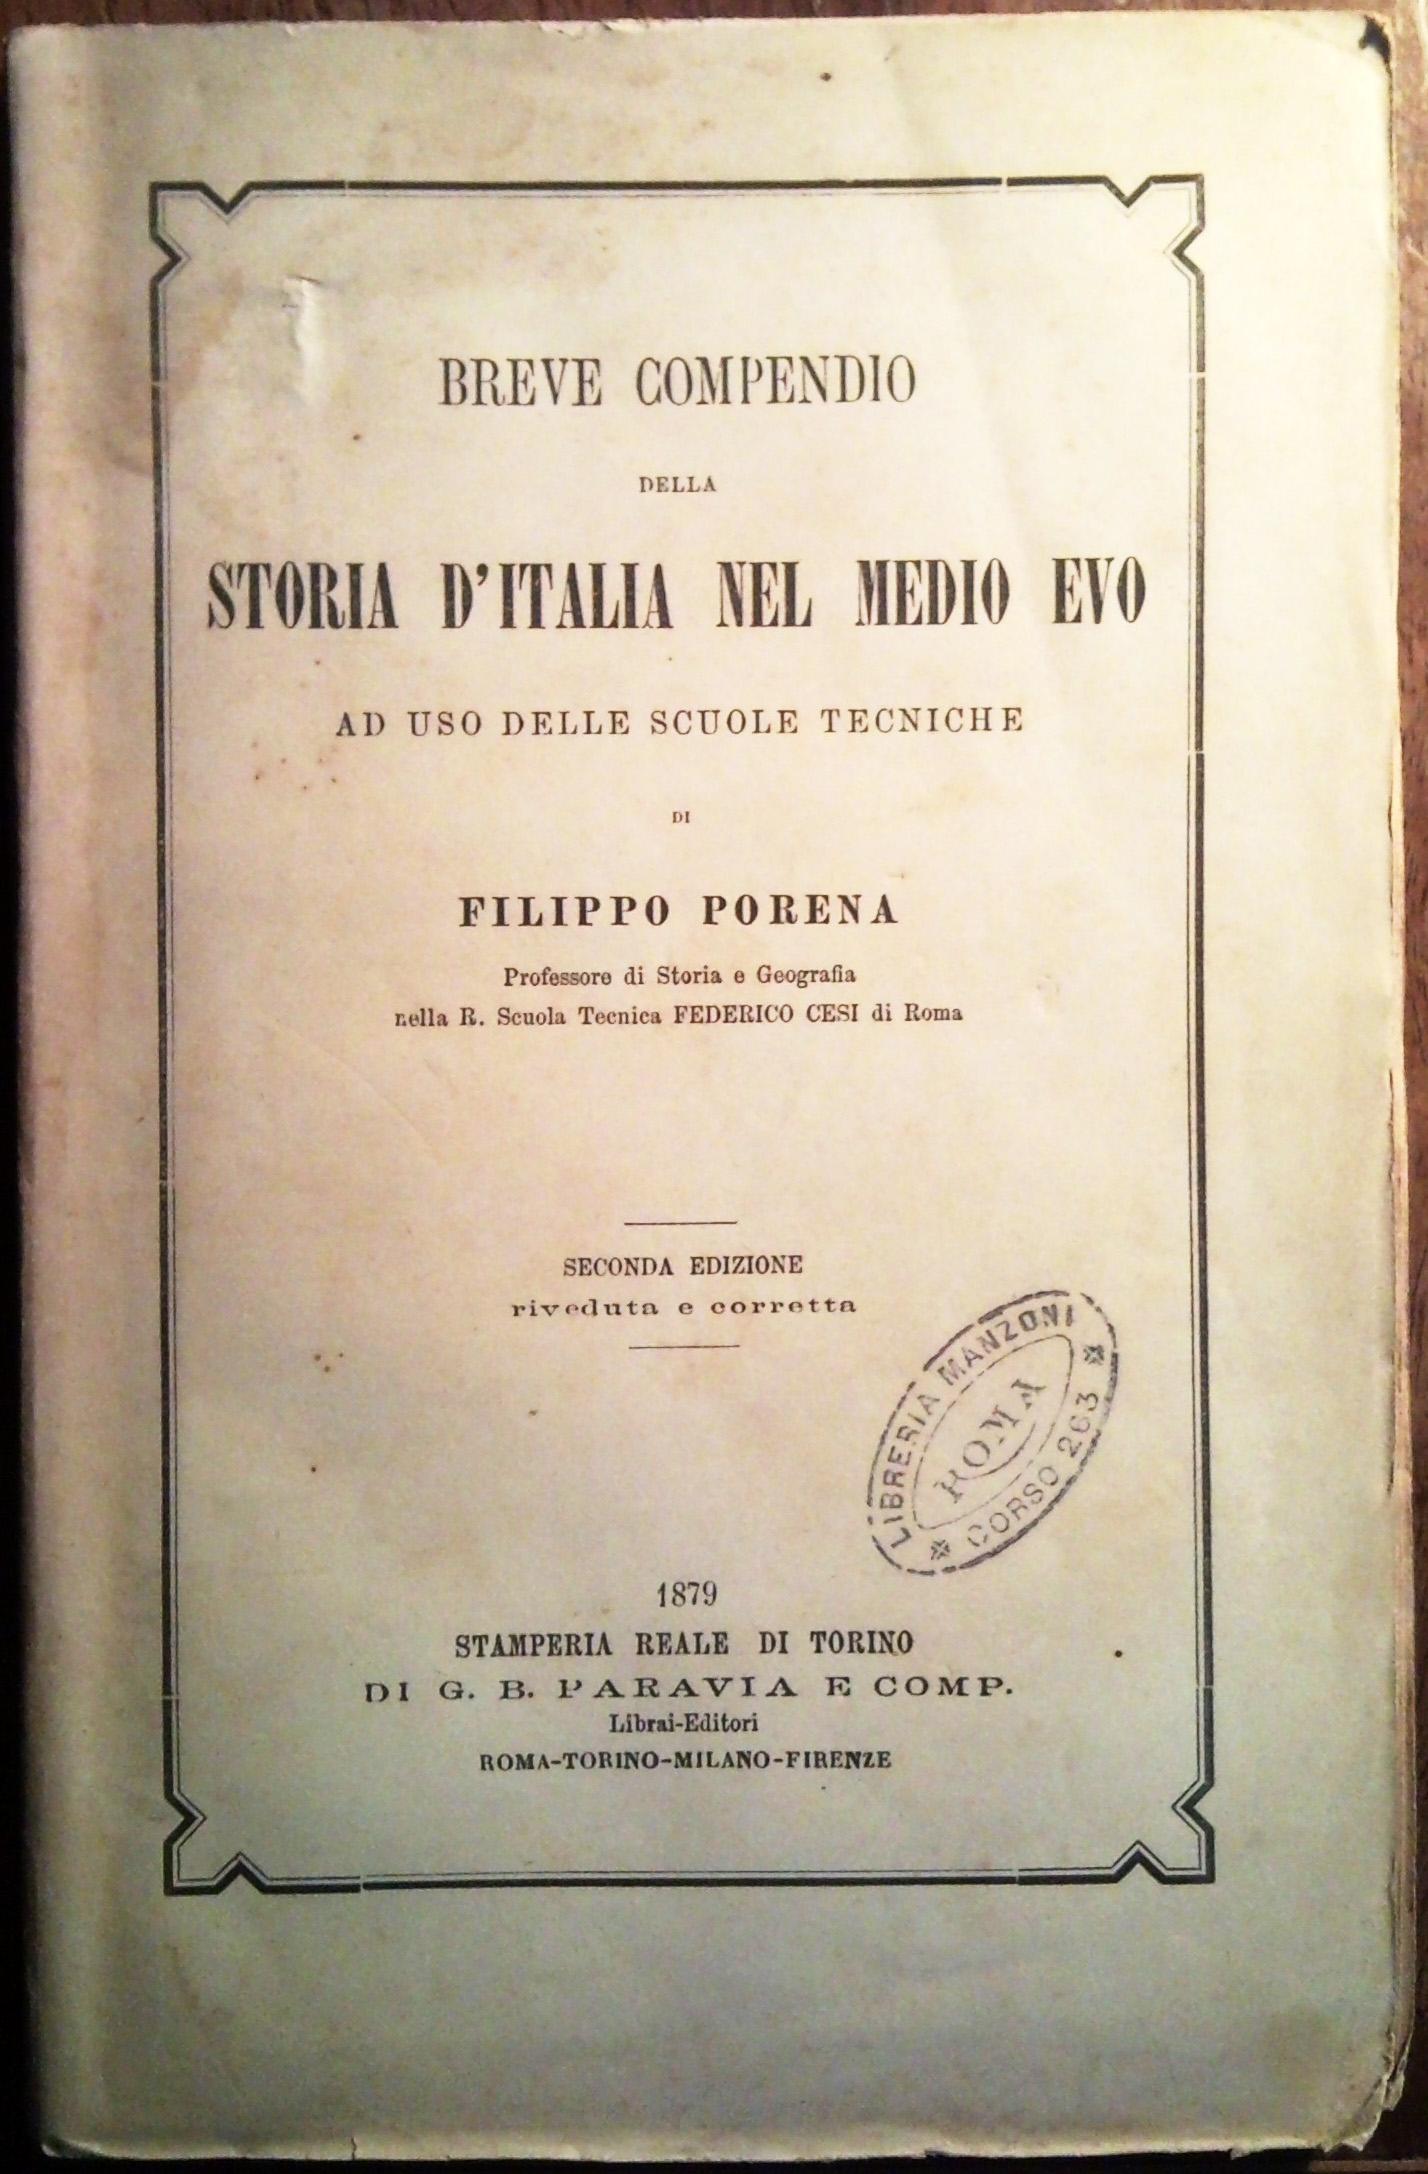 BREVE COMPENDIO
DELLA
STORIA D'ITALIA NEL MEDIO EVO
AD USO DELLE SCUOLE TECNICHE
DI
FILIPPO PORENA
Professore di Storia e Geografia
nella R. Scuola Tecnica FEDERICO CESI di Roma
SECONDA EDIZIONE
riveduta e corretta
LIBRERIA MANZONI
ROMA
CORSO 263
1879
STAMPERIA REALE DI TORINO
DI G. B. PARAVIA E COMP.
Librai-Editori
ROMA-TORINO-MILANO-FIRENZE